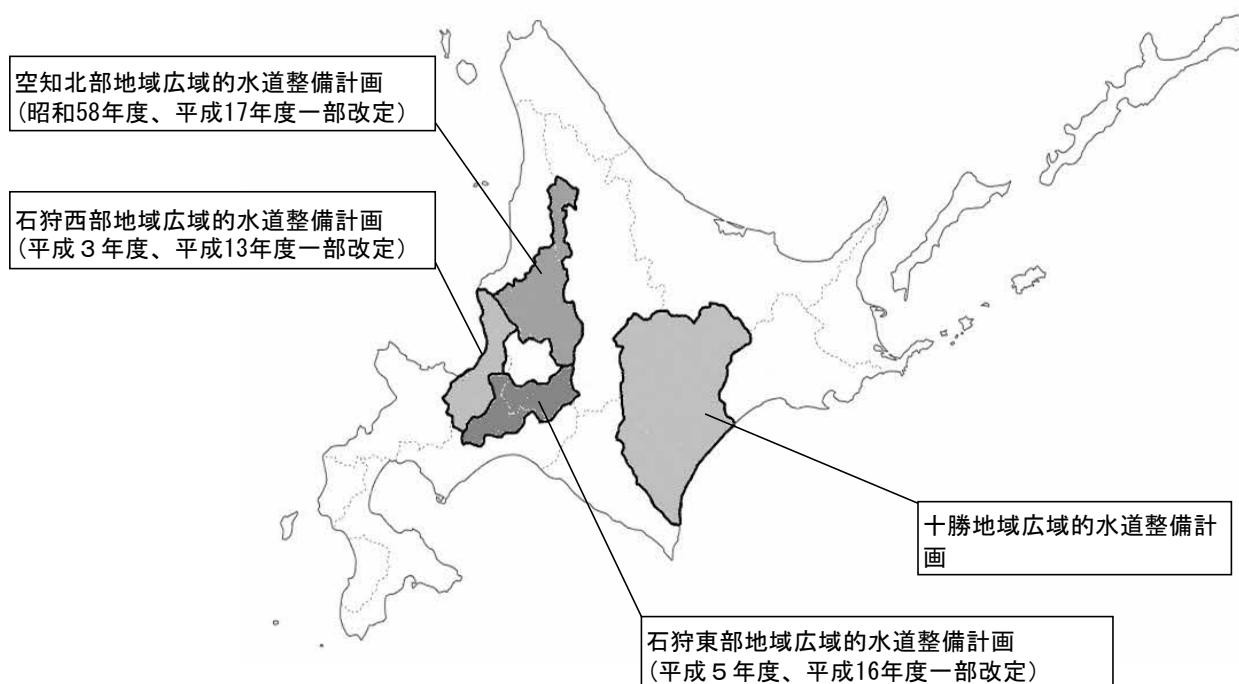 空知北部地域広域的水道整備計画
(昭和58年度、平成17年度一部改定)
石狩西部地域広域的水道整備計画
(平成３年度、平成13年度一部改定)
十勝地域広域的水道整備計
画
石狩東部地域広域的水道整備計画
(平成５年度、平成16年度一部改定)